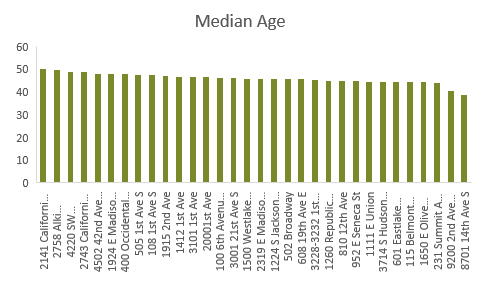 Median Age
60
50
40
30
20
10
0
2141 Californi...
2758 Alki...
4220 SW...
2743 Californi...
4502 42nd Ave...
1924 E Madiso...
400 Occidental...
505 1st Ave S
108 1st Ave S
1915 2nd Ave
1412 1st Ave
3101 1st Ave
20001st Ave
100 6th Avenu...
3001 21st Ave S
1500 Westlake...
2319 E Madiso...
1224 S Jackson...
502 Broadway
608 19th Ave E
3228-3232 1st...
1260 Republic...
810 12th Ave
952 E Seneca St
1111 E Union
3714 S Hudson...
601 Eastlake...
115 Belmont...
1650 E Olive...
231 Summit A...
9200 2nd Ave...
8701 14th Ave S